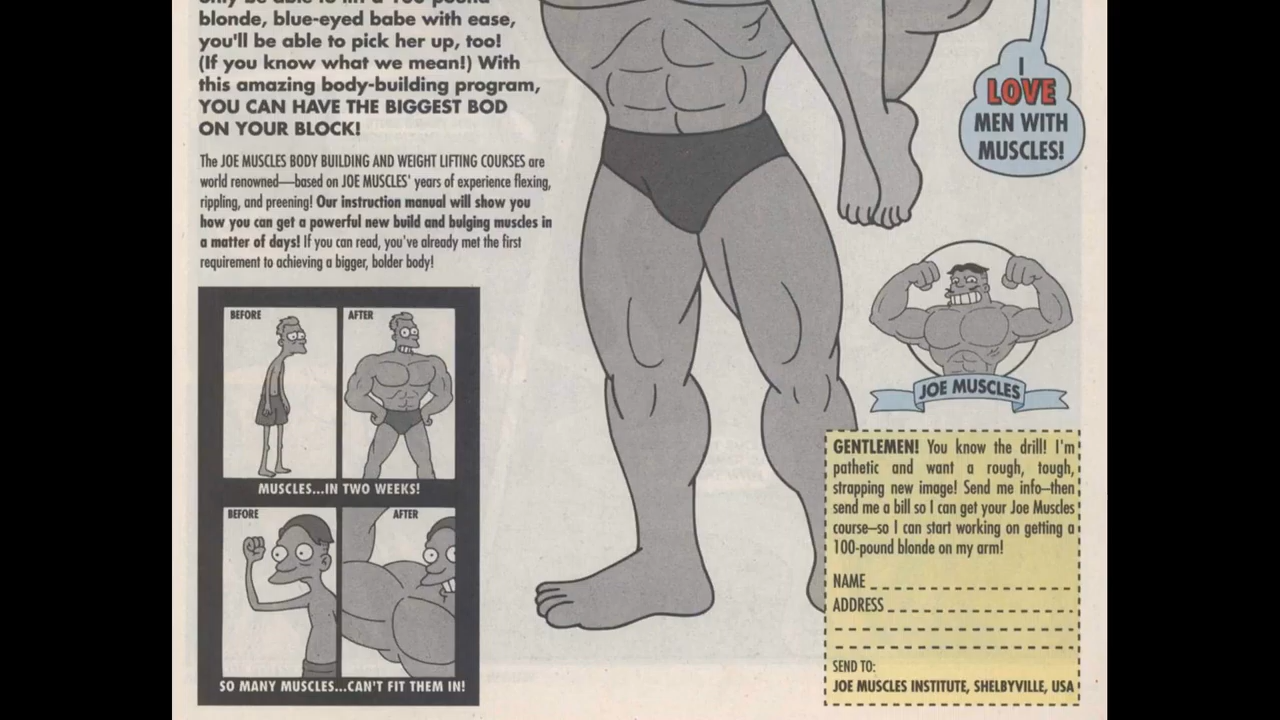 only be able to lift a 100-pound
blonde, blue-eyed babe with ease,
you'll be able to pick her up, too!
(If you know what we mean!) With
this amazing body-building program,
YOU CAN HAVE THE BIGGEST BOD
ON YOUR BLOCK!
The JOE MUSCLES BODY BUILDING AND WEIGHT LIFTING COURSES are
world renowned—based on JOE MUSCLES' years of experience flexing,
rippling, and preening! Our instruction manual will show you
how you can get a powerful new build and bulging muscles in
a matter of days! If you can read, you've already met the first
requirement to achieving a bigger, bolder body!
BEFORE
AFTER
MUSCLES...IN TWO WEEKS!
BEFORE
AFTER
SO MANY MUSCLES...CAN'T FIT THEM IN!
I
LOVE
MEN WITH
MUSCLES!
JOE MUSCLES
GENTLEMEN! You know the drill! I'm
pathetic and want a rough, tough,
strapping new image! Send me info—then
send me a bill so I can get your Joe Muscles
course—so I can start working on getting a
100-pound blonde on my arm!
NAME
ADDRESS
SEND TO:
JOE MUSCLES INSTITUTE, SHELBYVILLE, USA